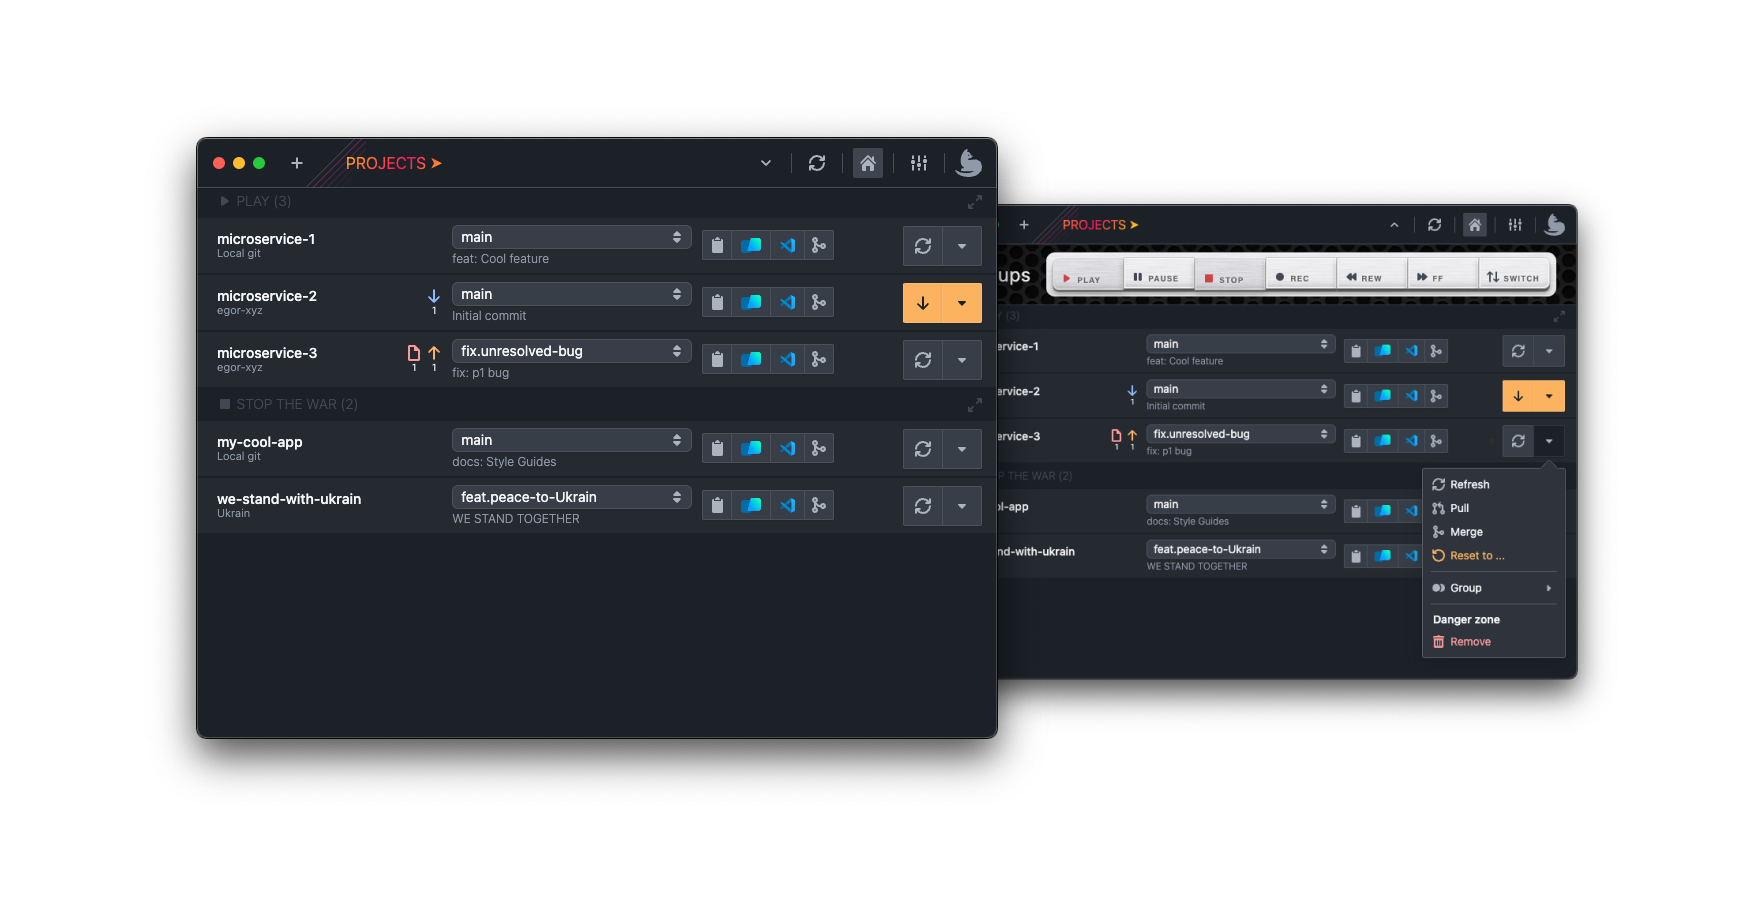 PROJECTS
PLAY (3)
microservice-1
Local git
main
feat: Cool feature
microservice-2
egor-xyz
1
main
Initial commit
microservice-3
egor-xyz
1 1
fix.unresolved-bug
fix: p1 bug
STOP THE WAR (2)
my-cool-app
Local git
main
docs: Style Guides
we-stand-with-ukrain
Ukrain
feat.peace-to-Ukrain
WE STAND TOGETHER
PROJECTS
ups
PLAY
PAUSE
STOP
REC
REW
FF
SWITCH
Y (3)
ervice-1
main
feat: Cool feature
ervice-2
1
main
Initial commit
ervice-3
1 1
fix.unresolved-bug
fix: p1 bug
P THE WAR (2)
ol-app
main
docs: Style Guides
nd-with-ukrain
feat.peace-to-Ukrain
WE STAND TOGETHER
Refresh
Pull
Merge
Reset to ...
Group
Danger zone
Remove